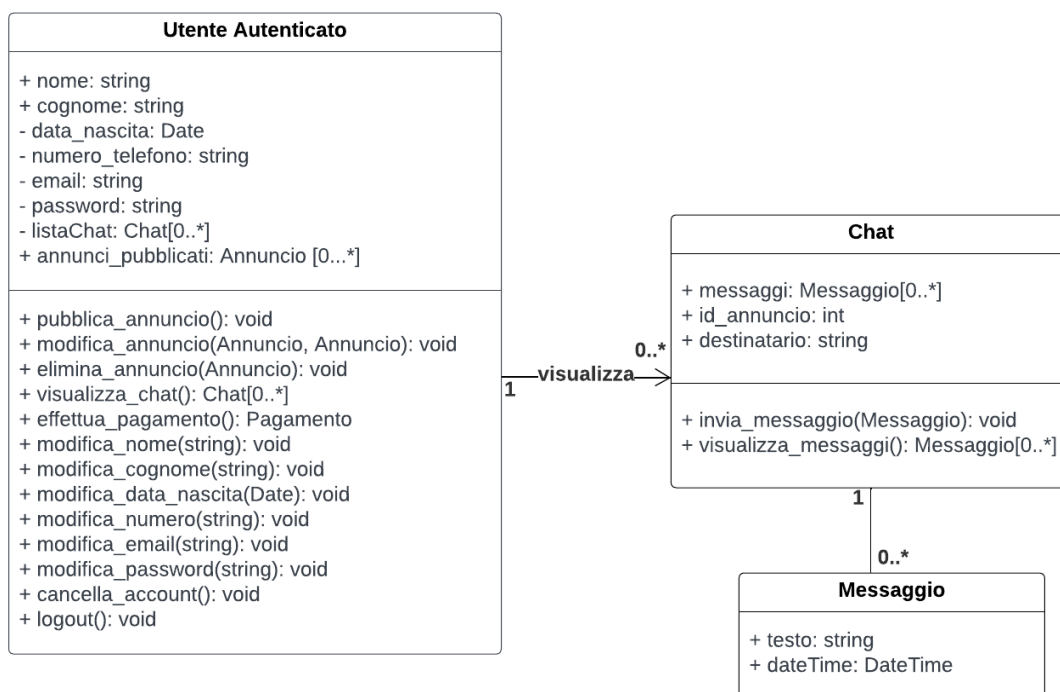 Utente Autenticato
+ nome: string
+ cognome: string
- data_nascita: Date
- numero_telefono: string
- email: string
- password: string
- listaChat: Chat[0..*]
+ annunci_pubblicati: Annuncio [0...*]
+ pubblica_annuncio(): void
+ modifica_annuncio(Annuncio, Annuncio): void
+ elimina_annuncio(Annuncio): void
+ visualizza_chat(): Chat[0..*]
+ effettua_pagamento(): Pagamento
+ modifica_nome(string): void
+ modifica_cognome(string): void
+ modifica_data_nascita(Date): void
+ modifica_numero(string): void
+ modifica_email(string): void
+ modifica_password(string): void
+ cancella_account(): void
+ logout(): void
1
visualizza
0..*
Chat
+ messaggi: Messaggio[0..*]
+ id_annuncio: int
+ destinatario: string
+ invia_messaggio(Messaggio): void
+ visualizza_messaggi(): Messaggio[0..*]
1
0..*
Messaggio
+ testo: string
+ dateTime: DateTime